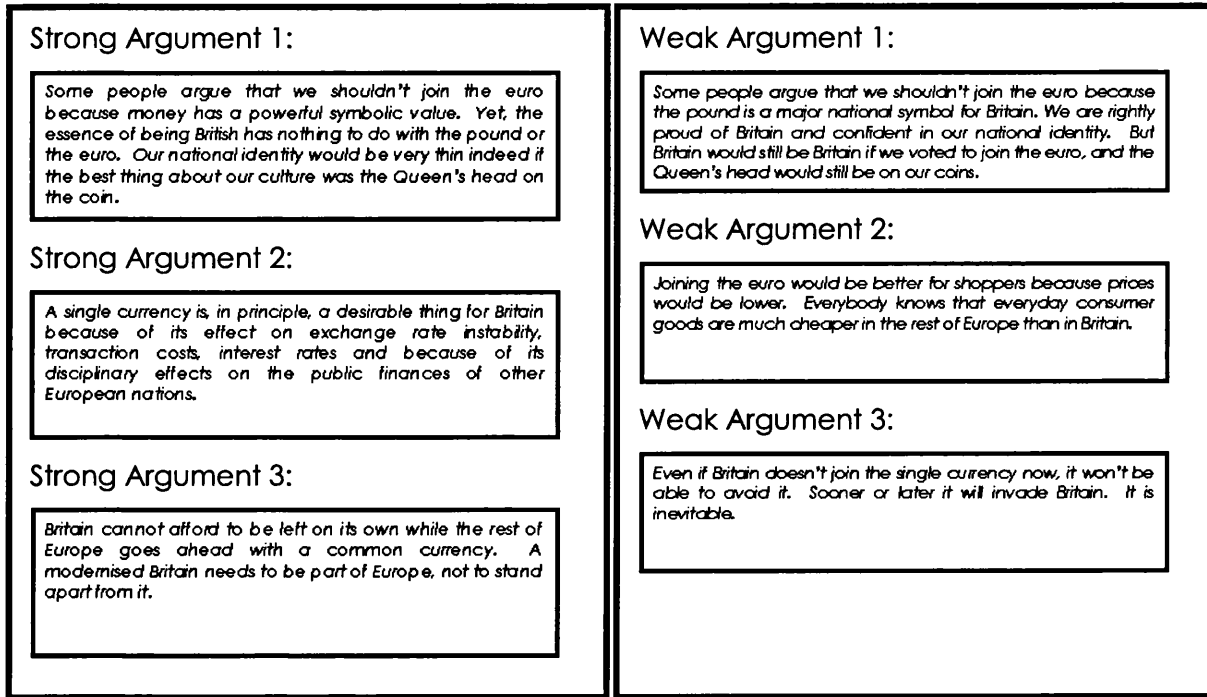 Strong Argument 1:
Some people argue that we shouldn't join the euro
because money has a powerful symbolic value. Yet, the
essence of being British has nothing to do with the pound or
the euro. Our national identity would be very thin indeed if
the best thing about our culture was the Queen's head on
the coin.
Strong Argument 2:
A single currency is, in principle, a desirable thing for Britain
because of its effect on exchange rate instability,
transaction costs, interest rates and because of its
disciplinary effects on the public finances of other
European nations.
Strong Argument 3:
Britain cannot afford to be left on its own while the rest of
Europe goes ahead with a common currency. A
modernised Britain needs to be part of Europe, not to stand
apart from it.
Weak Argument 1:
Some people argue that we shouldn't join the euro because
the pound is a major national symbol for Britain. We are rightly
proud of Britain and confident in our national identity. But
Britain would still be Britain if we voted to join the euro, and the
Queen's head would still be on our coins.
Weak Argument 2:
Joining the euro would be better for shoppers because prices
would be lower. Everybody knows that everyday consumer
goods are much cheaper in the rest of Europe than in Britain.
Weak Argument 3:
Even if Britain doesn't join the single currency now, it won't be
able to avoid it. Sooner or later it will invade Britain. It is
inevitable.